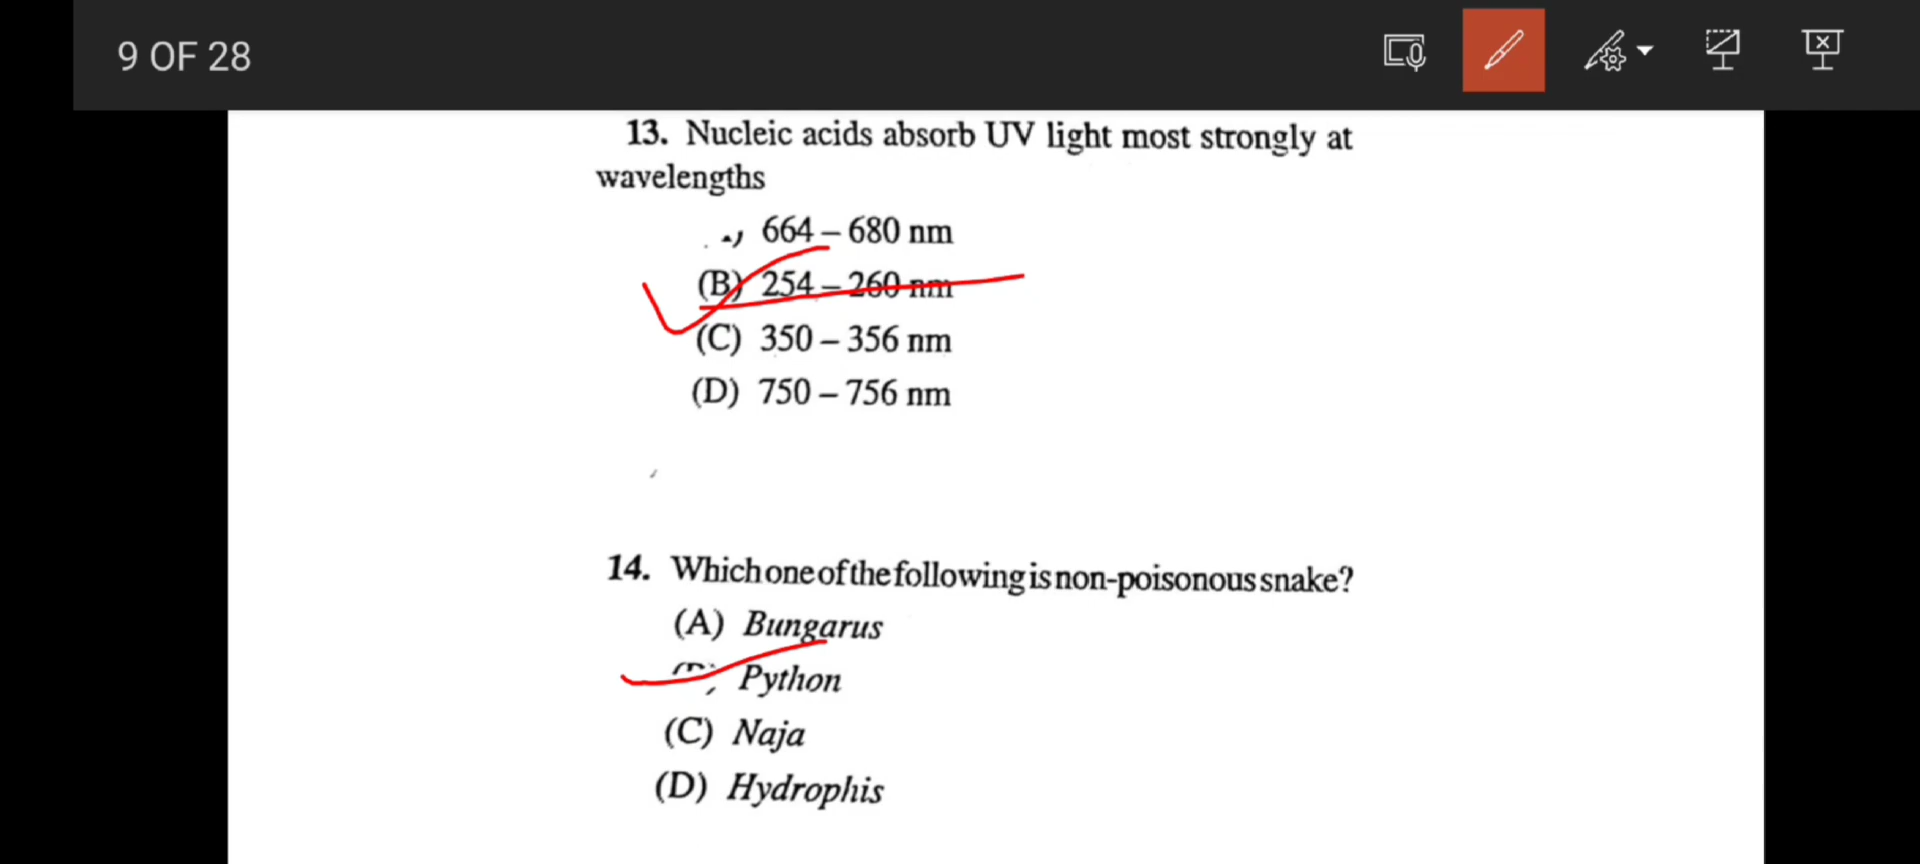 9 OF 28
13. Nucleic acids absorb UV light most strongly at
wavelengths
664 – 680 nm
(B) 254 – 260 nm
(C) 350 – 356 nm
(D) 750 – 756 nm
14. Which one of the following is non-poisonous snake?
(A) Bungarus
Python
(C) Naja
(D) Hydrophis